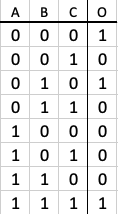 A B C O
0 0 0 1
0 0 1 0
0 1 0 1
0 1 1 0
1 0 0 0
1 0 1 0
1 1 0 0
1 1 1 1